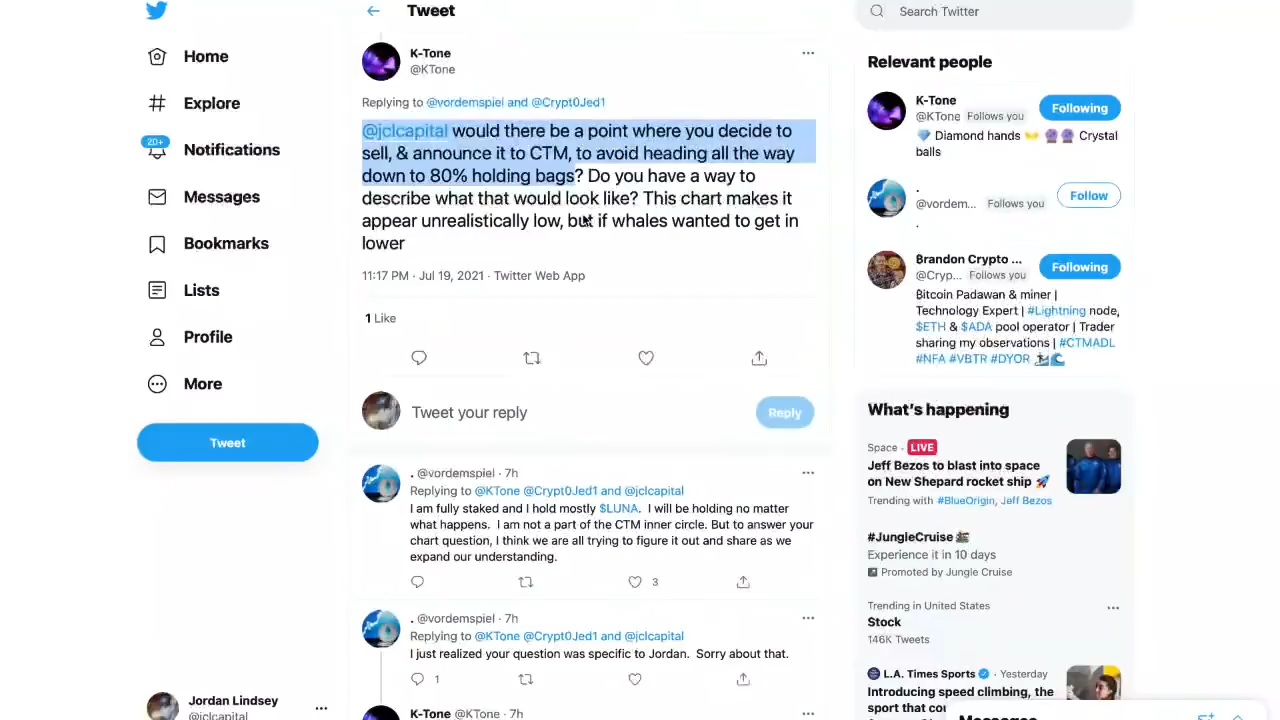 Home
Explore
20+
Notifications
Messages
Bookmarks
Lists
Profile
More
Tweet
Jordan Lindsey
@jclcapital
Tweet
K-Tone
@KTone
Replying to @vordemspiel and @Crypt0Jed1
@jclcapital would there be a point where you decide to
sell, & announce it to CTM, to avoid heading all the way
down to 80% holding bags? Do you have a way to
describe what that would look like? This chart makes it
appear unrealistically low, but if whales wanted to get in
lower
11:17 PM · Jul 19, 2021 · Twitter Web App
1 Like
Tweet your reply
Reply
. @vordemspiel · 7h
Replying to @KTone @Crypt0Jed1 and @jclcapital
I am fully staked and I hold mostly $LUNA. I will be holding no matter
what happens. I am not a part of the CTM inner circle. But to answer your
chart question, I think we are all trying to figure it out and share as we
expand our understanding.
3
. @vordemspiel · 7h
Replying to @KTone @Crypt0Jed1 and @jclcapital
I just realized your question was specific to Jordan. Sorry about that.
1
K-Tone @KTone · 7h
Search Twitter
Relevant people
K-Tone
@KTone Follows you
Following
💎 Diamond hands 👐 🔮🔮 Crystal
balls
.
@vordem... Follows you
Follow
.
₿randon Crypto ...
@Cryp... Follows you
Following
₿itcoin Padawan & miner |
Technology Expert | #Lightning node,
$ETH & $ADA pool operator | Trader
sharing my observations | #CTMADL
#NFA #VBTR #DYOR 🏄🌊
What's happening
Space · LIVE
Jeff Bezos to blast into space
on New Shepard rocket ship 🚀
Trending with #BlueOrigin, Jeff Bezos
#JungleCruise
Experience it in 10 days
Promoted by Jungle Cruise
Trending in United States
Stock
146K Tweets
L.A. Times Sports · Yesterday
Introducing speed climbing, the
Messages